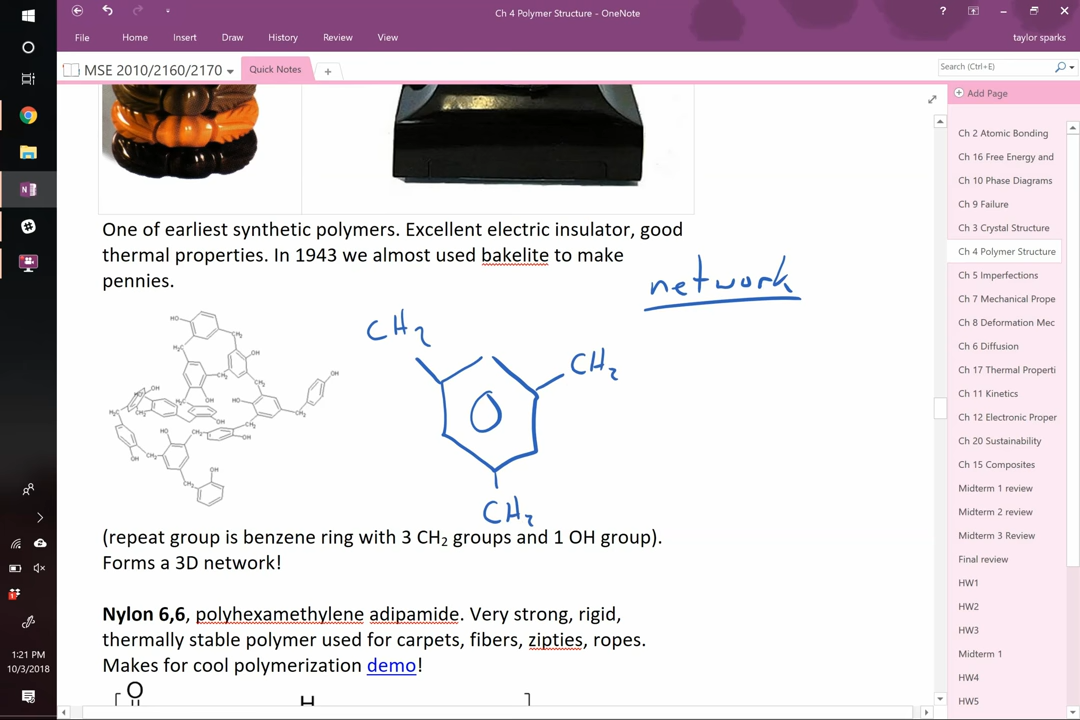 Ch 4 Polymer Structure - OneNote
?
File
Home
Insert
Draw
History
Review
View
taylor sparks
MSE 2010/2160/2170
Quick Notes
+
Search (Ctrl+E)
Add Page
Ch 2 Atomic Bonding
Ch 16 Free Energy and
Ch 10 Phase Diagrams
Ch 9 Failure
Ch 3 Crystal Structure
Ch 4 Polymer Structure
Ch 5 Imperfections
Ch 7 Mechanical Prope
Ch 8 Deformation Mec
Ch 6 Diffusion
Ch 17 Thermal Properti
Ch 11 Kinetics
Ch 12 Electronic Proper
Ch 20 Sustainability
Ch 15 Composites
Midterm 1 review
Midterm 2 review
Midterm 3 Review
Final review
HW1
HW2
HW3
Midterm 1
HW4
HW5
One of earliest synthetic polymers. Excellent electric insulator, good
thermal properties. In 1943 we almost used bakelite to make
pennies.
network
CH2
CH2
CH2
(repeat group is benzene ring with 3 CH2 groups and 1 OH group).
Forms a 3D network!
Nylon 6,6, polyhexamethylene adipamide. Very strong, rigid,
thermally stable polymer used for carpets, fibers, zipties, ropes.
Makes for cool polymerization demo!
O
H
1:21 PM
10/3/2018